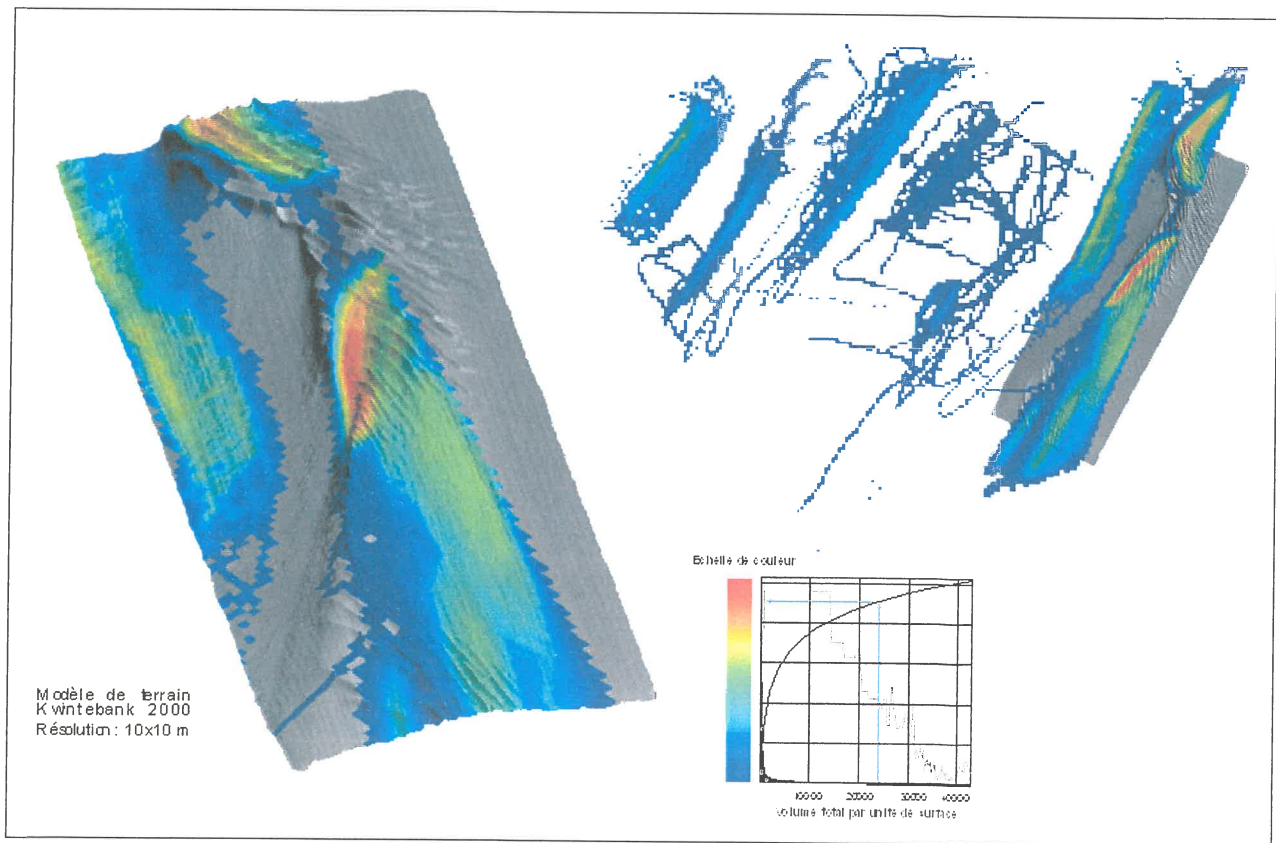 Modèle de terrain
Kwintebank 2000
Résolution : 10x10 m
Echelle de couleur
10000 20000 30000 40000
Volume total par unité de surface